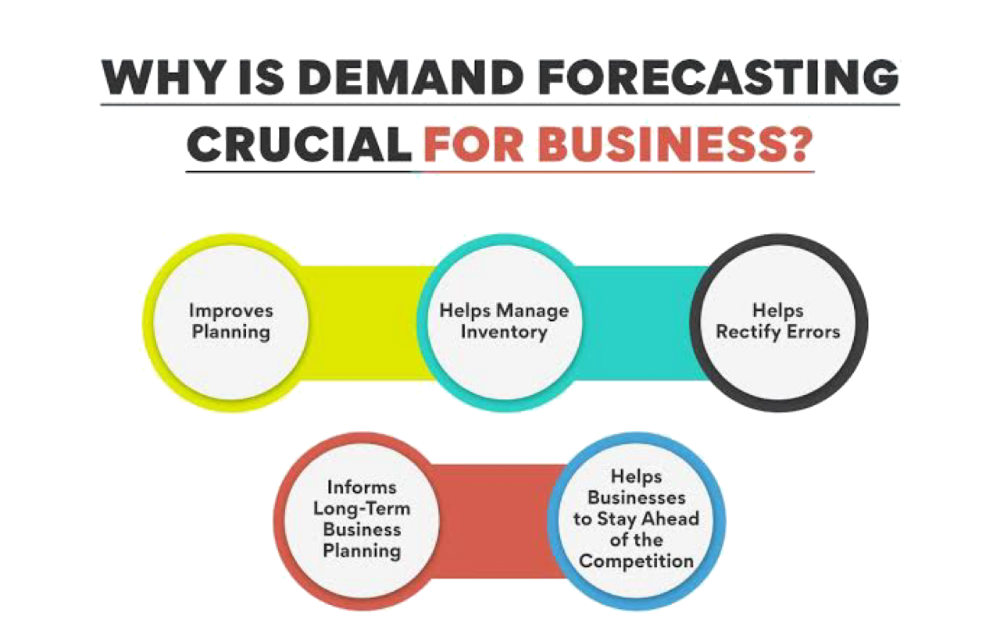 WHY IS DEMAND FORECASTING
CRUCIAL FOR BUSINESS?
Improves
Planning
Helps Manage
Inventory
Helps
Rectify Errors
Informs
Long-Term
Business
Planning
Helps
Businesses
to Stay Ahead
of the
Competition